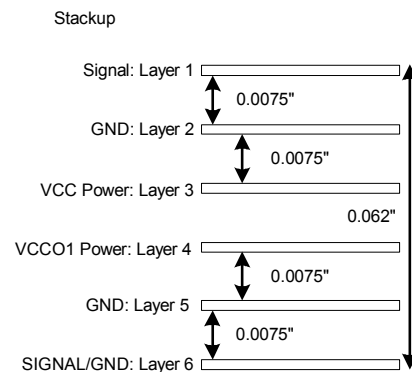 Stackup
Signal: Layer 1
0.0075"
GND: Layer 2
0.0075"
VCC Power: Layer 3
0.062"
VCCO1 Power: Layer 4
0.0075"
GND: Layer 5
0.0075"
SIGNAL/GND: Layer 6